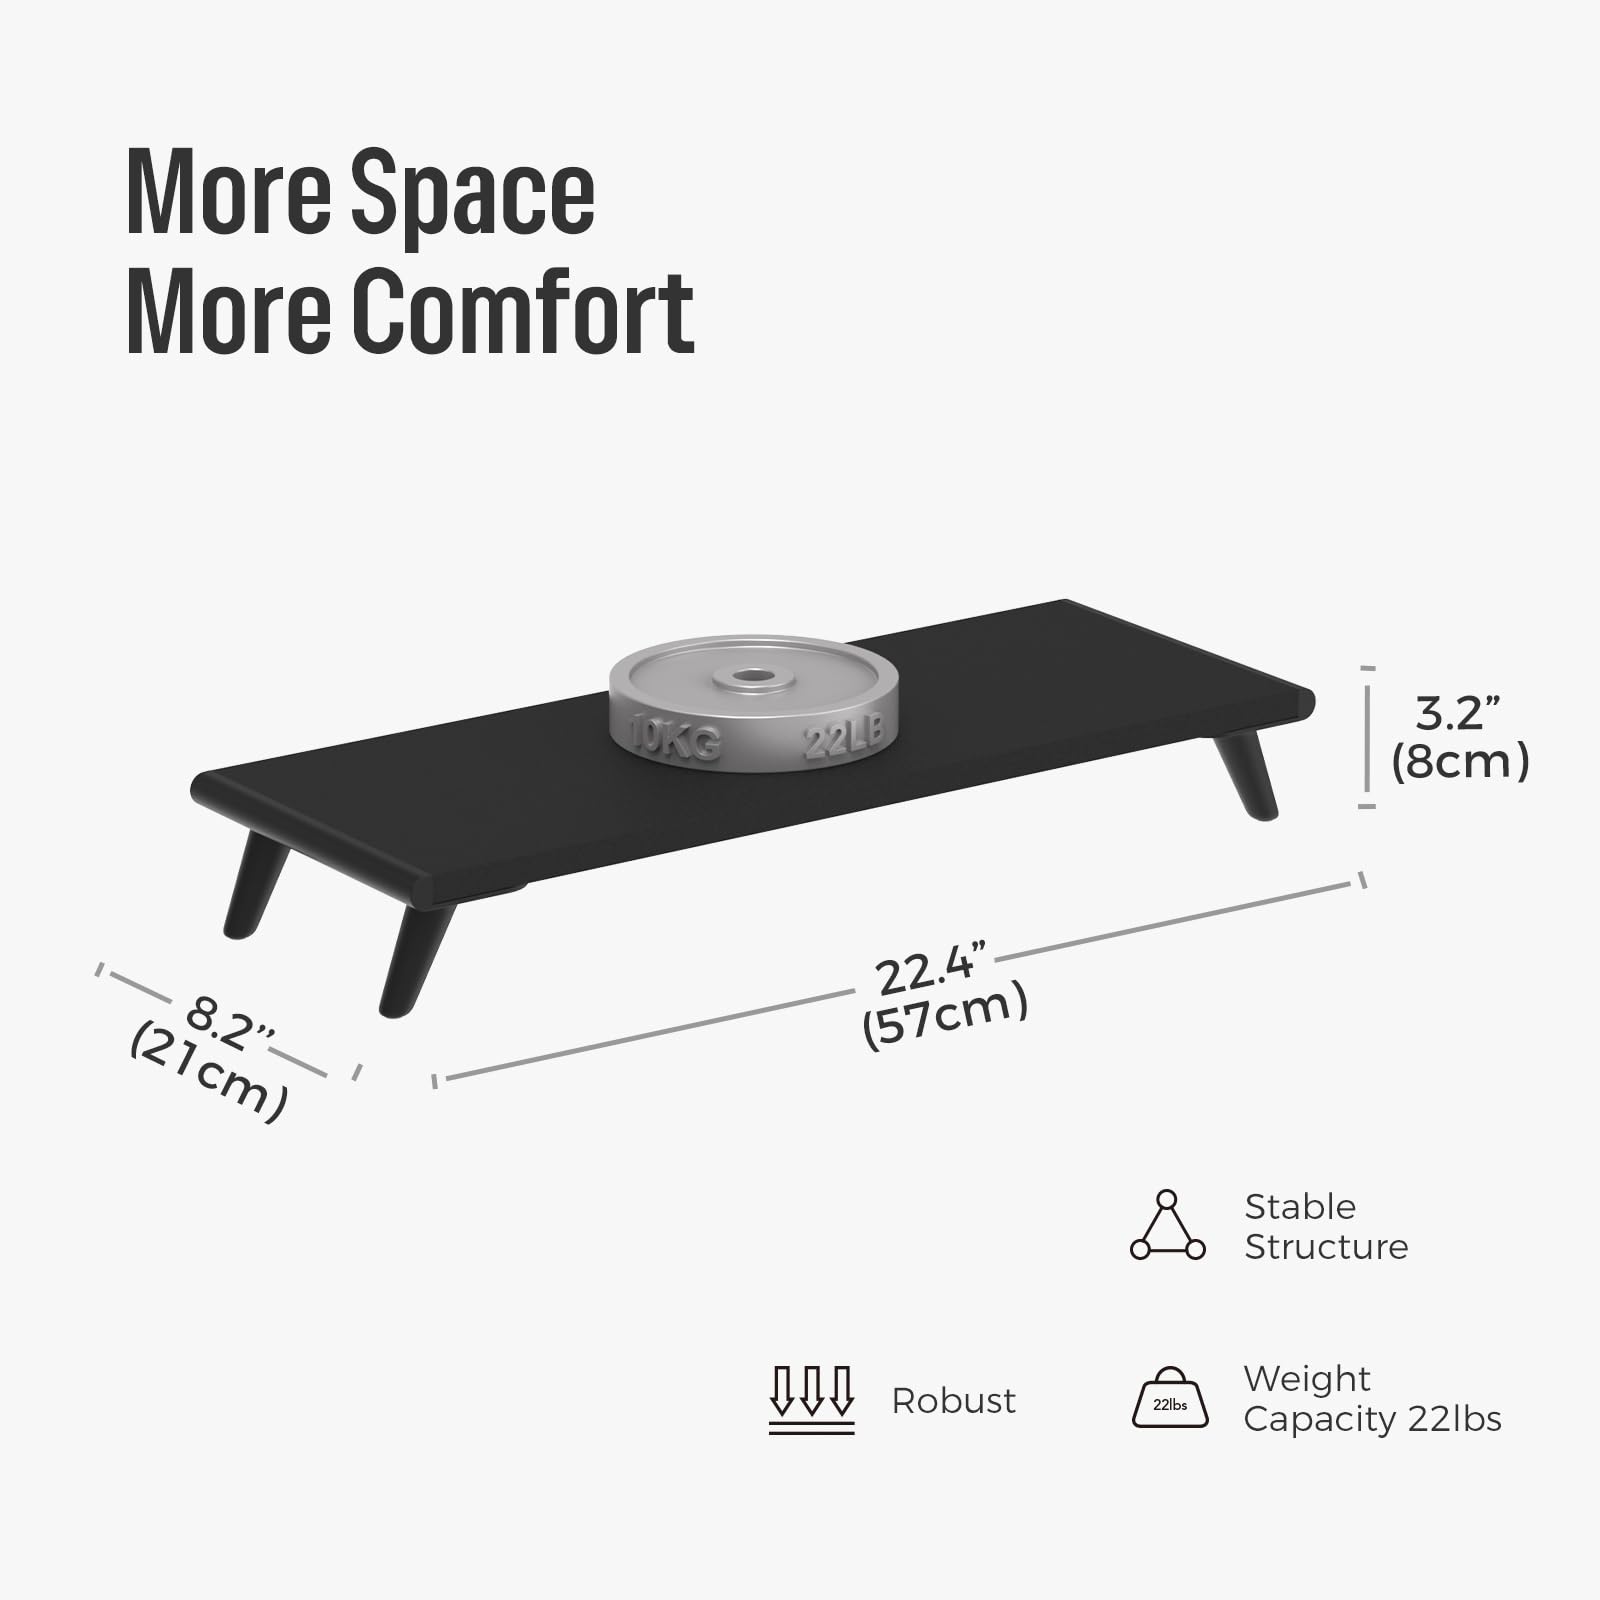 More Space
More Comfort
10KG 22LB
3.2”
(8cm)
22.4”
(57cm)
8.2”
(21cm)
Stable
Structure
Robust
22lbs
Weight
Capacity 22lbs